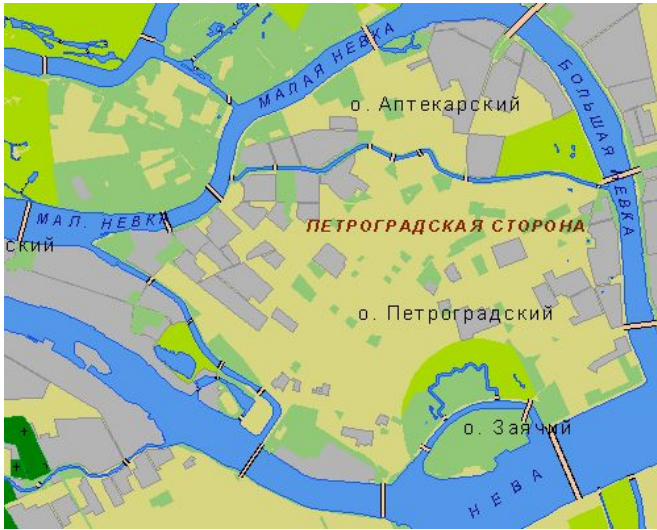 МАЛАЯ НЕВКА
о. Аптекарский
БОЛЬШАЯ НЕВКА
МАЛ. НЕВКА
ПЕТРОГРАДСКАЯ СТОРОНА
ский
о. Петроградский
о. Заячий
НЕВА